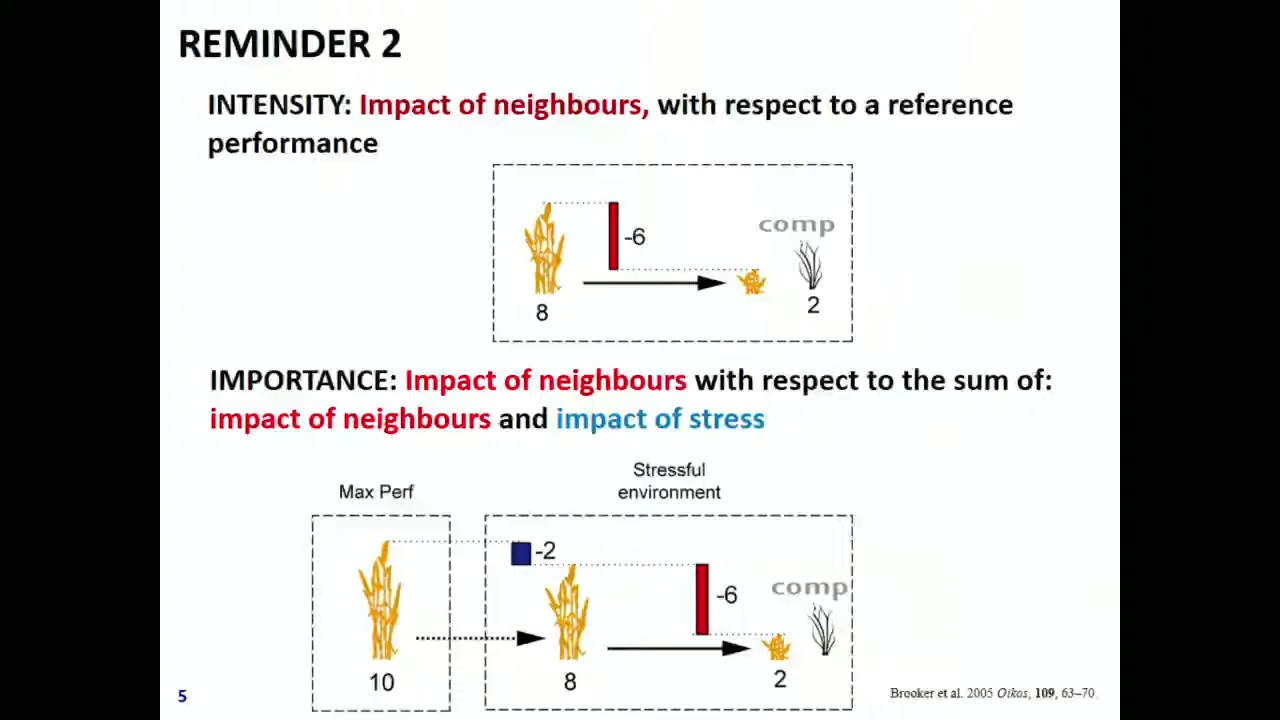 REMINDER 2
INTENSITY: Impact of neighbours, with respect to a reference
performance
comp
-6
8
2
IMPORTANCE: Impact of neighbours with respect to the sum of:
impact of neighbours and impact of stress
Max Perf
Stressful
environment
-2
-6
comp
10
8
2
5
Brooker et al. 2005 Oikos, 109, 63–70.